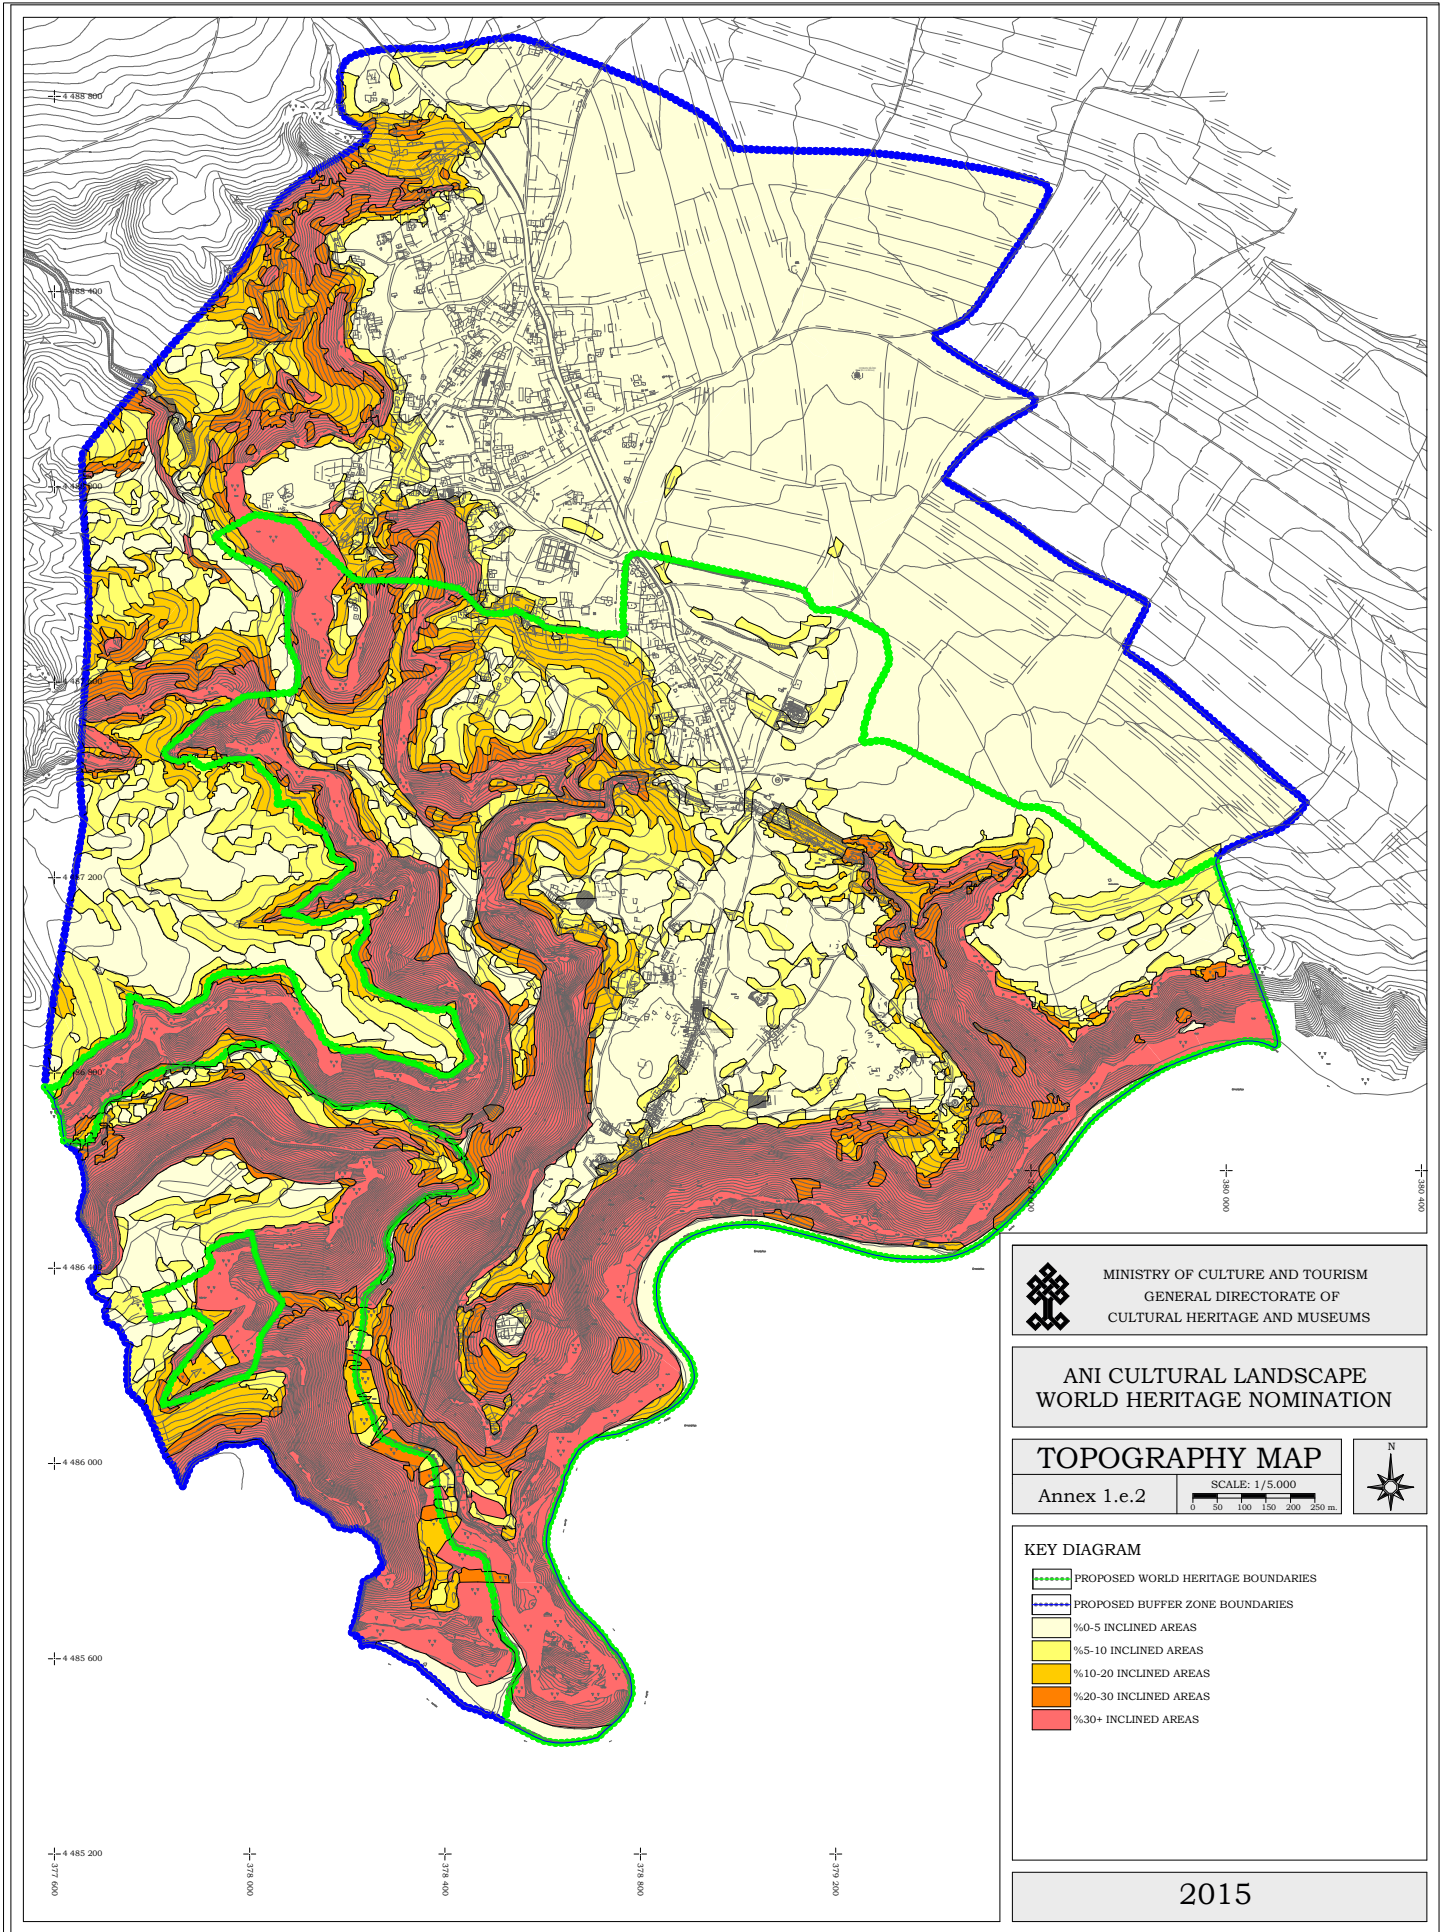 4 488 800
4 488 400
4 487 200
4 486 400
4 486 000
4 485 600
4 485 200
377 600
378 000
378 400
378 800
379 200
380 000
380 400
MINISTRY OF CULTURE AND TOURISM
GENERAL DIRECTORATE OF
CULTURAL HERITAGE AND MUSEUMS
ANI CULTURAL LANDSCAPE
WORLD HERITAGE NOMINATION
TOPOGRAPHY MAP
Annex 1.e.2
SCALE: 1/5.000
0 50 100 150 200 250 m.
N
KEY DIAGRAM
PROPOSED WORLD HERITAGE BOUNDARIES
PROPOSED BUFFER ZONE BOUNDARIES
%0-5 INCLINED AREAS
%5-10 INCLINED AREAS
%10-20 INCLINED AREAS
%20-30 INCLINED AREAS
%30+ INCLINED AREAS
2015